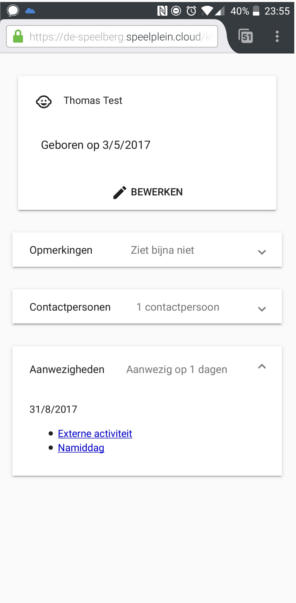 40% 23:55
https://de-speelberg.speelplein.cloud/
51
Thomas Test
Geboren op 3/5/2017
BEWERKEN
Opmerkingen Ziet bijna niet
Contactpersonen 1 contactpersoon
Aanwezigheden Aanwezig op 1 dagen
31/8/2017
Externe activiteit
Namiddag